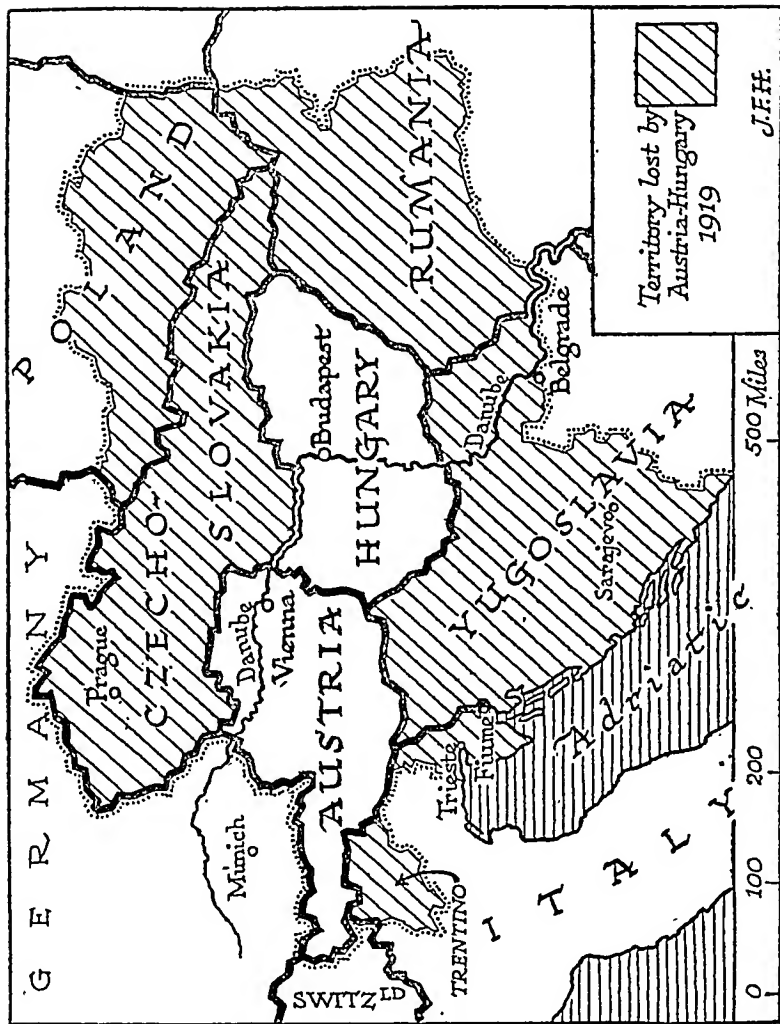 GERMANY
POLAND
Prague
CZECHO-
SLOVAKIA
Munich
Danube
Vienna
SWITZLD
AUSTRIA
Budapest
HUNGARY
RUMANIA
TRENTINO
Trieste
Fiume
Danube
Belgrade
YUGOSLAVIA
Sarajevo
ITALY
Adriatic
Territory lost by
Austria-Hungary
1919
J.F.H.
0 100 200 500 Miles